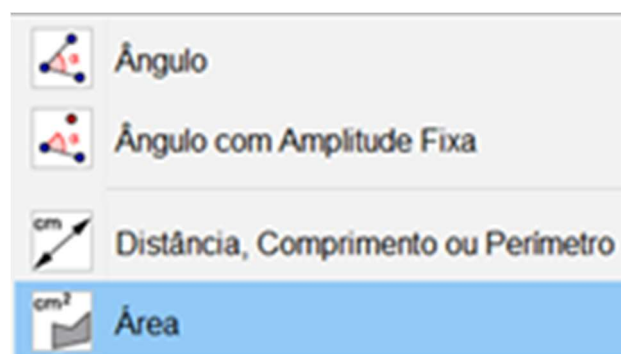 Ângulo
Ângulo com Amplitude Fixa
cm
Distância, Comprimento ou Perímetro
cm²
Área